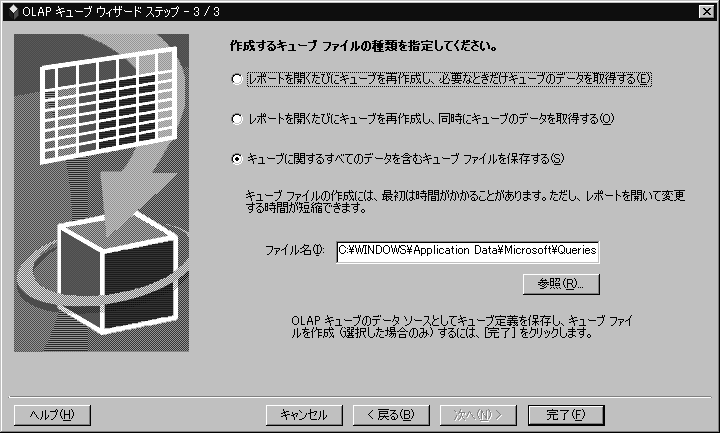 OLAP キューブ ウィザード ステップ - 3 / 3
作成するキューブ ファイルの種類を指定してください。
レポートを開くたびにキューブを再作成し、必要なときだけキューブのデータを取得する(E)
レポートを開くたびにキューブを再作成し、同時にキューブのデータを取得する(O)
キューブに関するすべてのデータを含むキューブ ファイルを保存する(S)
キューブ ファイルの作成には、最初は時間がかかることがあります。ただし、レポートを開いて変更
する時間が短縮できます。
ファイル名(I):
C:¥WINDOWS¥Application Data¥Microsoft¥Queries
参照(R)...
OLAP キューブのデータ ソースとしてキューブ定義を保存し、キューブ ファイ
ルを作成 (選択した場合のみ) するには、[完了] をクリックします。
ヘルプ(H)
キャンセル
< 戻る(B)
次へ(N) >
完了(F)